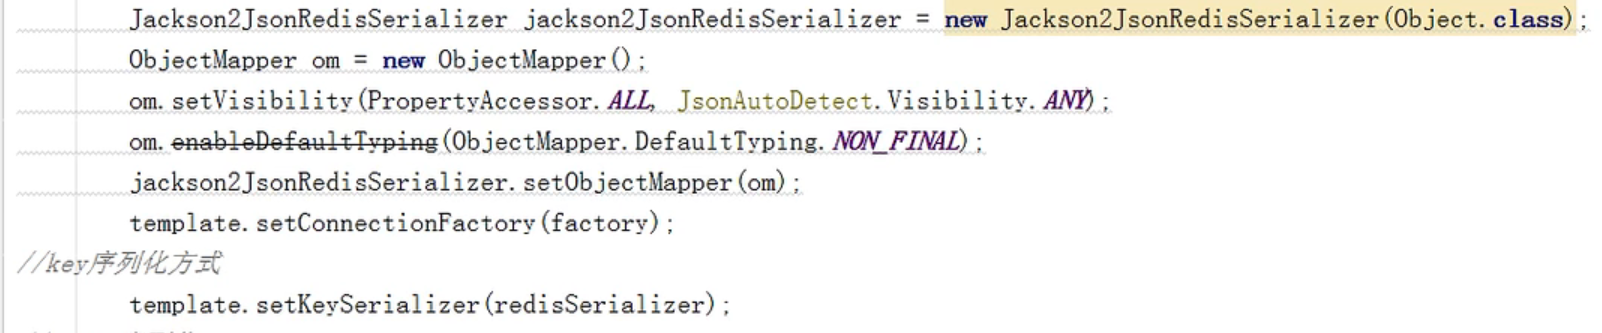 Jackson2JsonRedisSerializer jackson2JsonRedisSerializer = new Jackson2JsonRedisSerializer(Object.class);
ObjectMapper om = new ObjectMapper();
om.setVisibility(PropertyAccessor.ALL, JsonAutoDetect.Visibility.ANY);
om.enableDefaultTyping(ObjectMapper.DefaultTyping.NON_FINAL);
jackson2JsonRedisSerializer.setObjectMapper(om);
template.setConnectionFactory(factory);
//key序列化方式
template.setKeySerializer(redisSerializer);